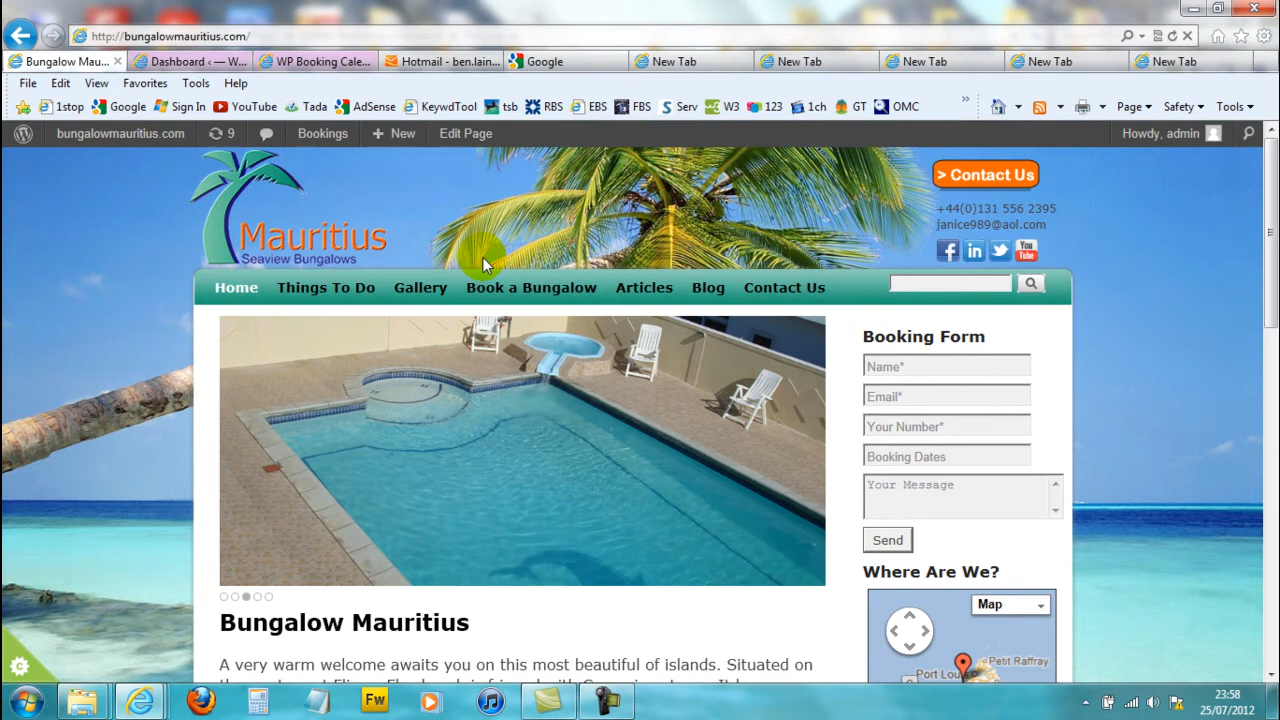 http://bungalowmauritius.com/
Bungalow Mau... Dashboard ‹ — W... WP Booking Cale... Hotmail - ben.lain... Google New Tab New Tab New Tab New Tab New Tab
File Edit View Favorites Tools Help
1stop Google Sign In YouTube Tada AdSense KeywdTool tsb RBS EBS FBS Serv W3 123 1ch GT OMC » Page Safety Tools
bungalowmauritius.com 9 Bookings + New Edit Page Howdy, admin
> Contact Us
+44(0)131 556 2395
janice989@aol.com
Mauritius
Seaview Bungalows
You
Tube
Home Things To Do Gallery Book a Bungalow Articles Blog Contact Us
Booking Form
Name*
Email*
Your Number*
Booking Dates
Your Message
Send
Where Are We?
Map
Petit Raffray
Port Lou
Bungalow Mauritius
A very warm welcome awaits you on this most beautiful of islands. Situated on
Fw
23:58
25/07/2012